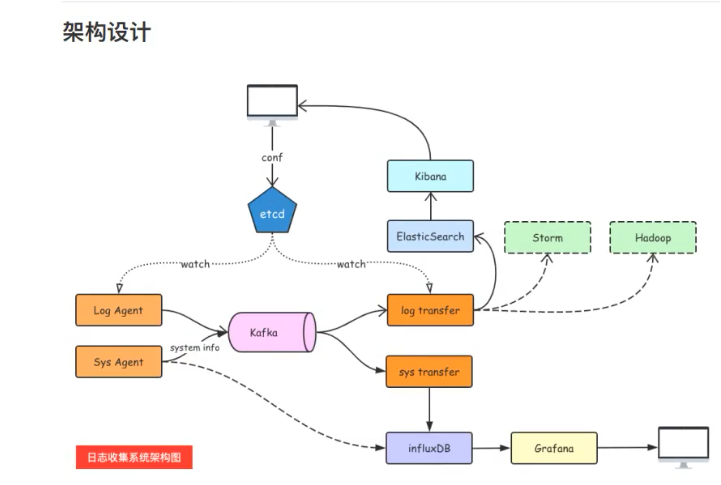 架构设计
conf
Kibana
etcd
ElasticSearch
Storm
Hadoop
watch
watch
Log Agent
Kafka
log transfer
system info
Sys Agent
sys transfer
influxDB
Grafana
日志收集系统架构图